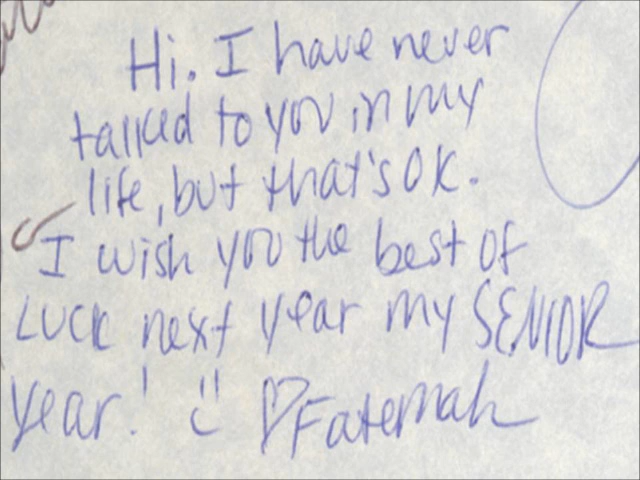 Hi. I have never
talked to you in my
life, but that's OK.
I wish you the best of
LUCK next year my SENIOR
year! :) ♡Fatemah